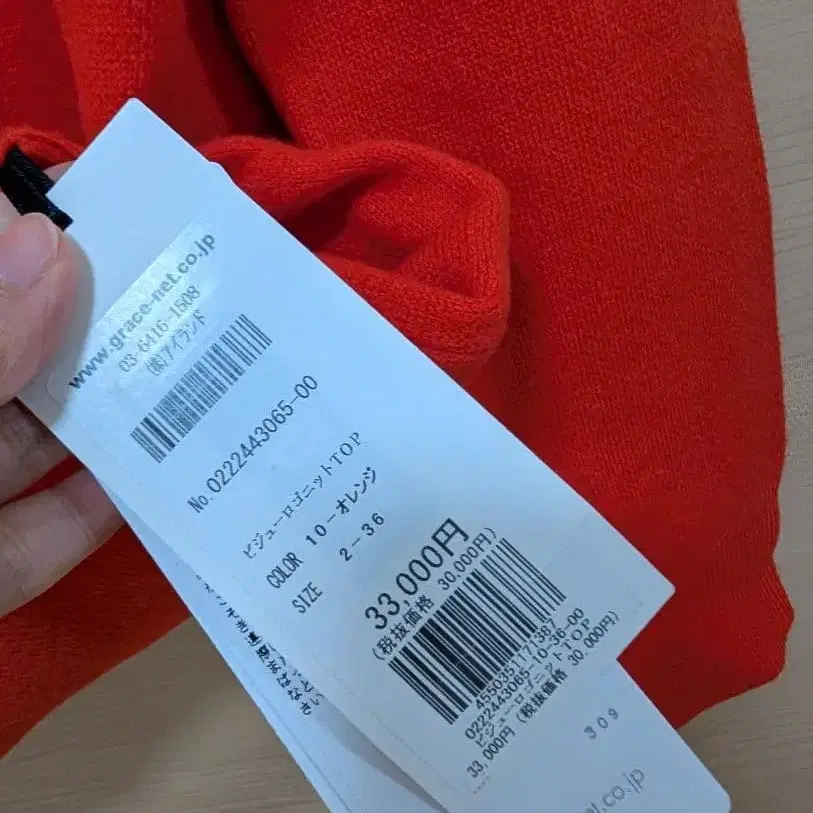 www.grace-net.co.jp
03-6416-1508
(株)アイランド
No.0222443065-00
ビジューロゴニットTOP
COLOR 10-オレンジ
SIZE 2-36
33,000円
(税抜価格 30,000円)
0222443065-10-36-00
ビジューロゴニットTOP
33,000円 (税抜価格 30,000円)
309
.co.jp